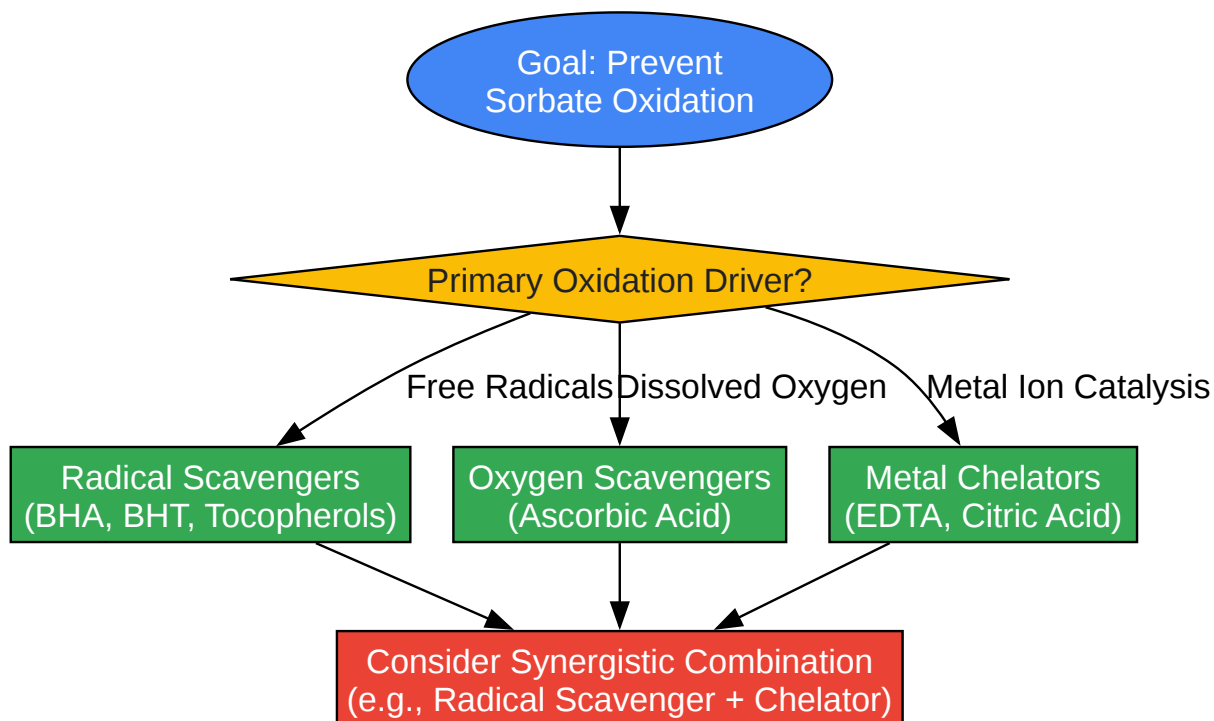 Goal: Prevent
Sorbate Oxidation
Primary Oxidation Driver?
Free Radicals
Dissolved Oxygen
Metal Ion Catalysis
Radical Scavengers
(BHA, BHT, Tocopherols)
Oxygen Scavengers
(Ascorbic Acid)
Metal Chelators
(EDTA, Citric Acid)
Consider Synergistic Combination
(e.g., Radical Scavenger + Chelator)